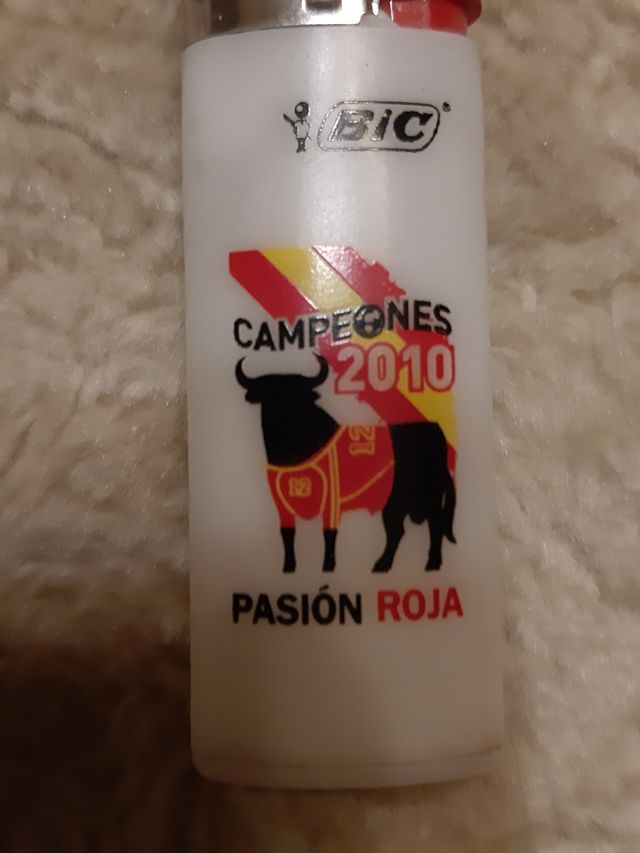 BiC®
CAMPEONES
2010
12
12
PASIÓN ROJA